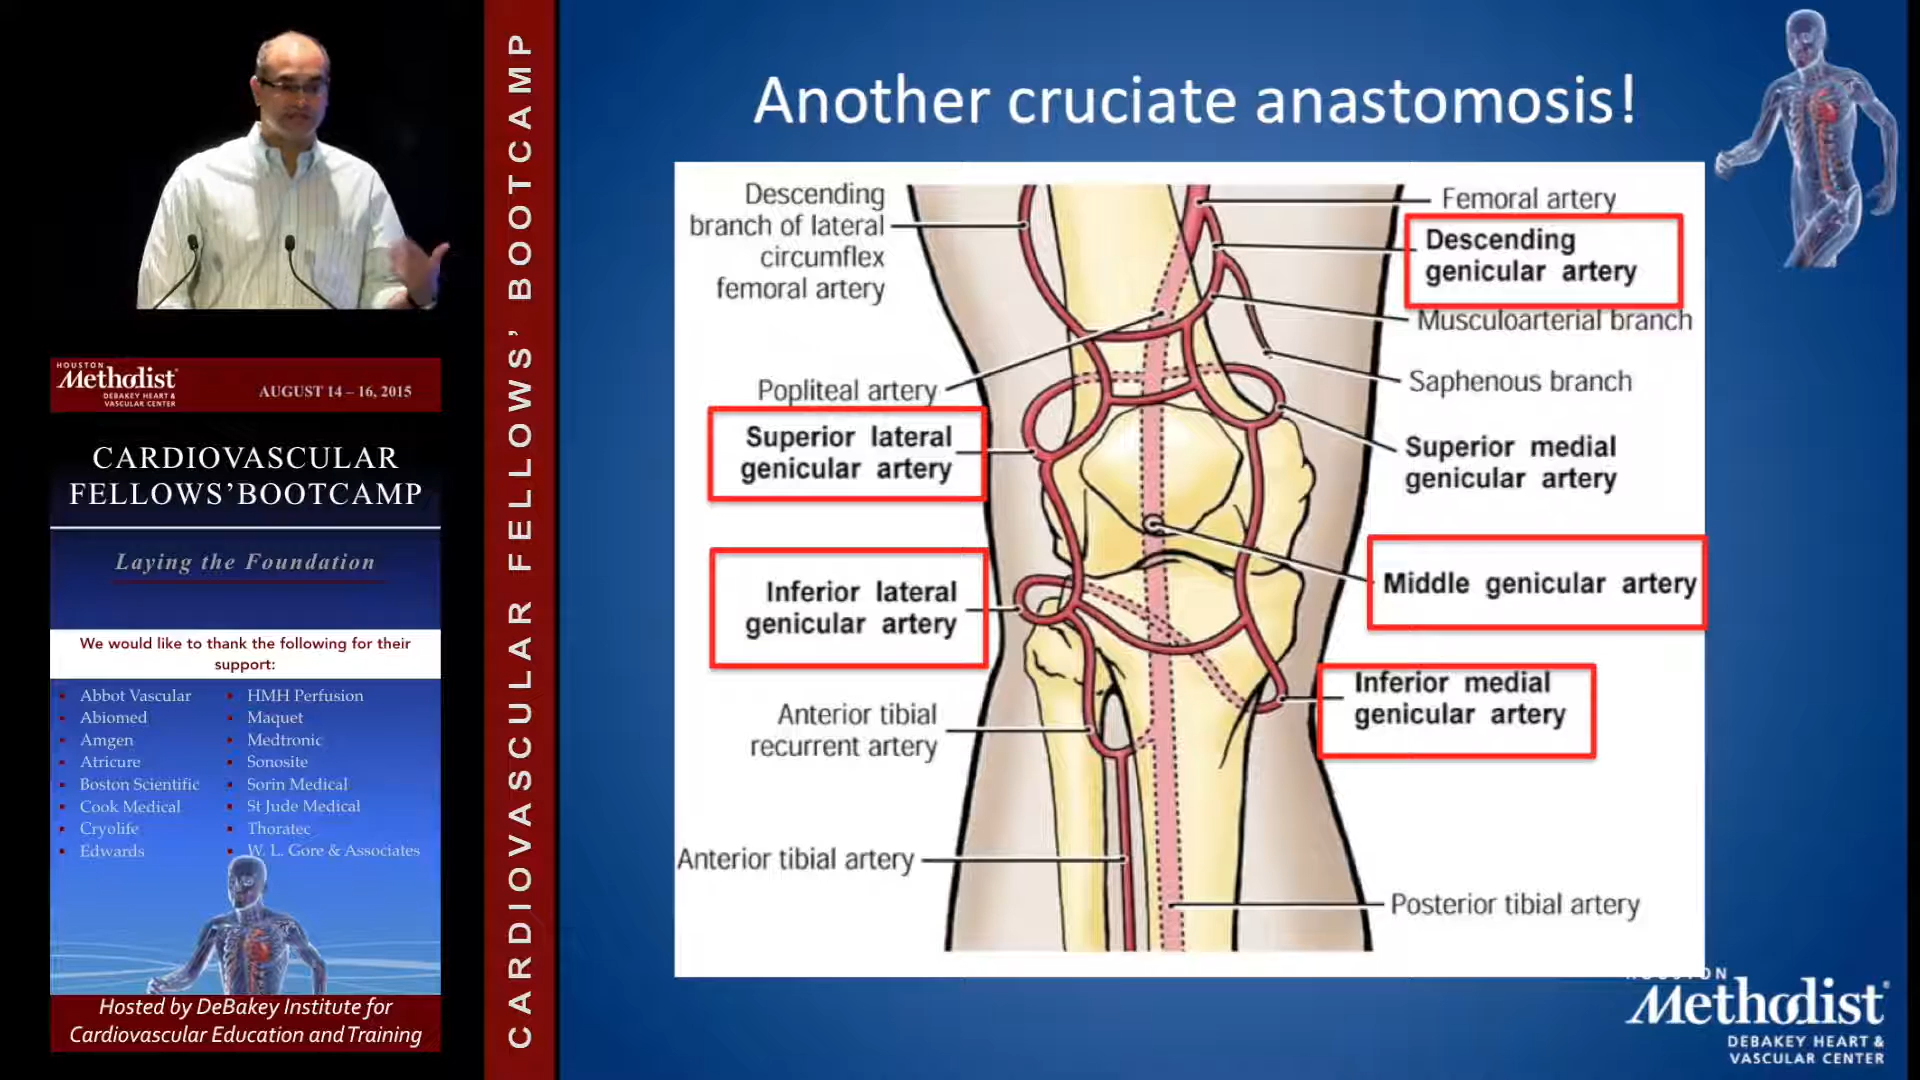 HOUSTON
Methodist
DEBAKEY HEART &
VASCULAR CENTER
AUGUST 14 – 16, 2015
CARDIOVASCULAR
FELLOWS’BOOTCAMP
Laying the Foundation
We would like to thank the following for their
support:
Abbot Vascular
Abiomed
Amgen
Atricure
Boston Scientific
Cook Medical
Cryolife
Edwards
HMH Perfusion
Maquet
Medtronic
Sonosite
Sorin Medical
St Jude Medical
Thoratec
W. L. Gore & Associates
Hosted by DeBakey Institute for
Cardiovascular Education and Training
CARDIOVASCULAR FELLOWS’ BOOTCAMP
Another cruciate anastomosis!
Descending
branch of lateral
circumflex
femoral artery
Popliteal artery
Superior lateral
genicular artery
Inferior lateral
genicular artery
Anterior tibial
recurrent artery
Anterior tibial artery
Femoral artery
Descending
genicular artery
Musculoarterial branch
Saphenous branch
Superior medial
genicular artery
Middle genicular artery
Inferior medial
genicular artery
Posterior tibial artery
HOUSTON
Methodist
DEBAKEY HEART &
VASCULAR CENTER